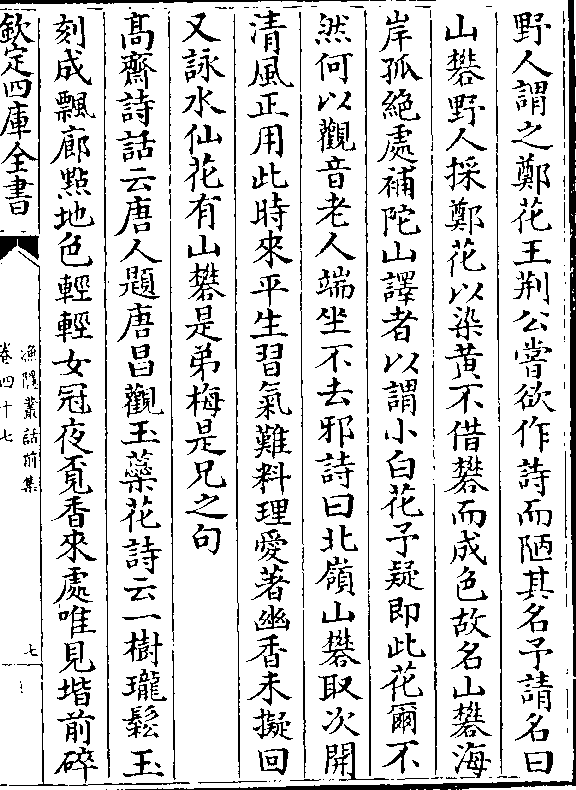 野人謂之鄭花王荆公嘗欲作詩而陋其名予請名曰
山礬野人採鄭花以染黄不借礬而成色故名山礬海
岸孤絶處補陀山譯者以謂小白花予疑即此花爾不
然何以觀音老人端坐不去邪詩曰北嶺山礬取次開
清風正用此時來平生習氣難料理愛著幽香未擬回
又詠水仙花有山礬是弟梅是兄之句
髙齋詩話云唐人題唐昌觀玉蘂花詩云一樹瓏鬆玉
刻成飄廊點地色輕輕女冠夜覔香來處唯見堦前碎
欽定四庫全書
漁隱叢話前集
卷四十七
七